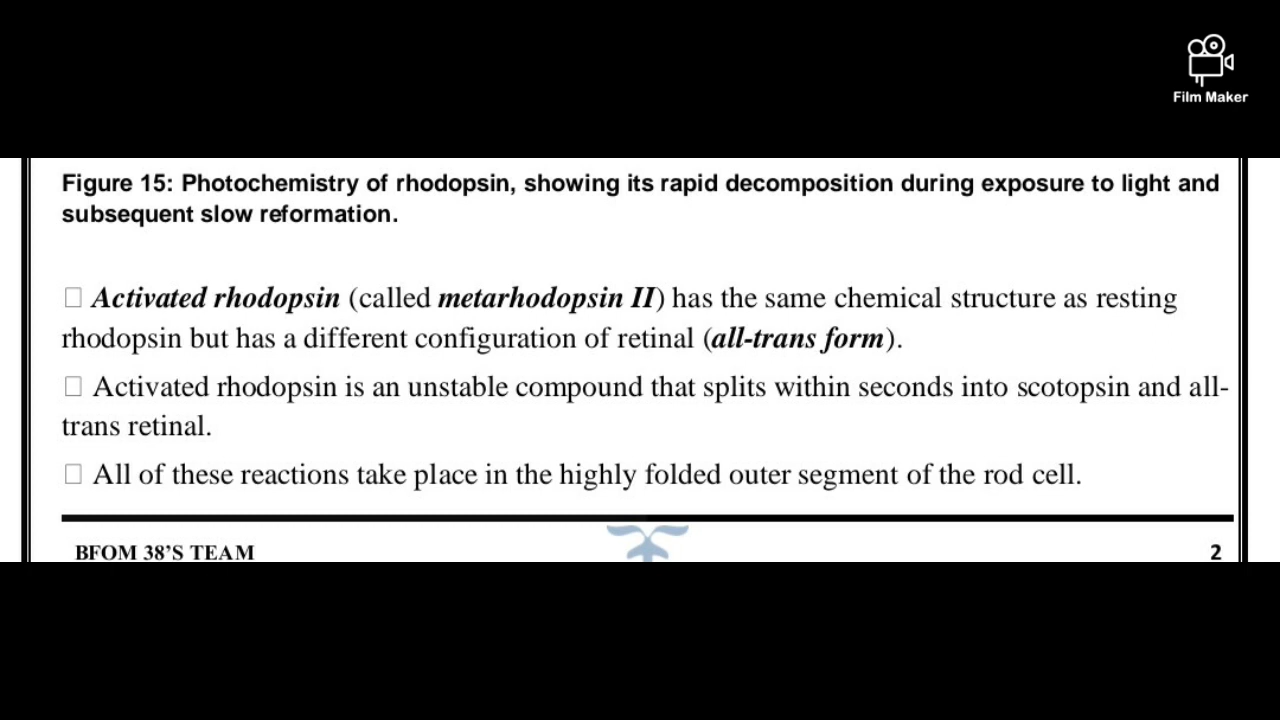 Film Maker
Figure 15: Photochemistry of rhodopsin, showing its rapid decomposition during exposure to light and
subsequent slow reformation.
□ Activated rhodopsin (called metarhodopsin II) has the same chemical structure as resting
rhodopsin but has a different configuration of retinal (all-trans form).
□ Activated rhodopsin is an unstable compound that splits within seconds into scotopsin and all-
trans retinal.
□ All of these reactions take place in the highly folded outer segment of the rod cell.
BFOM 38’S TEAM 2